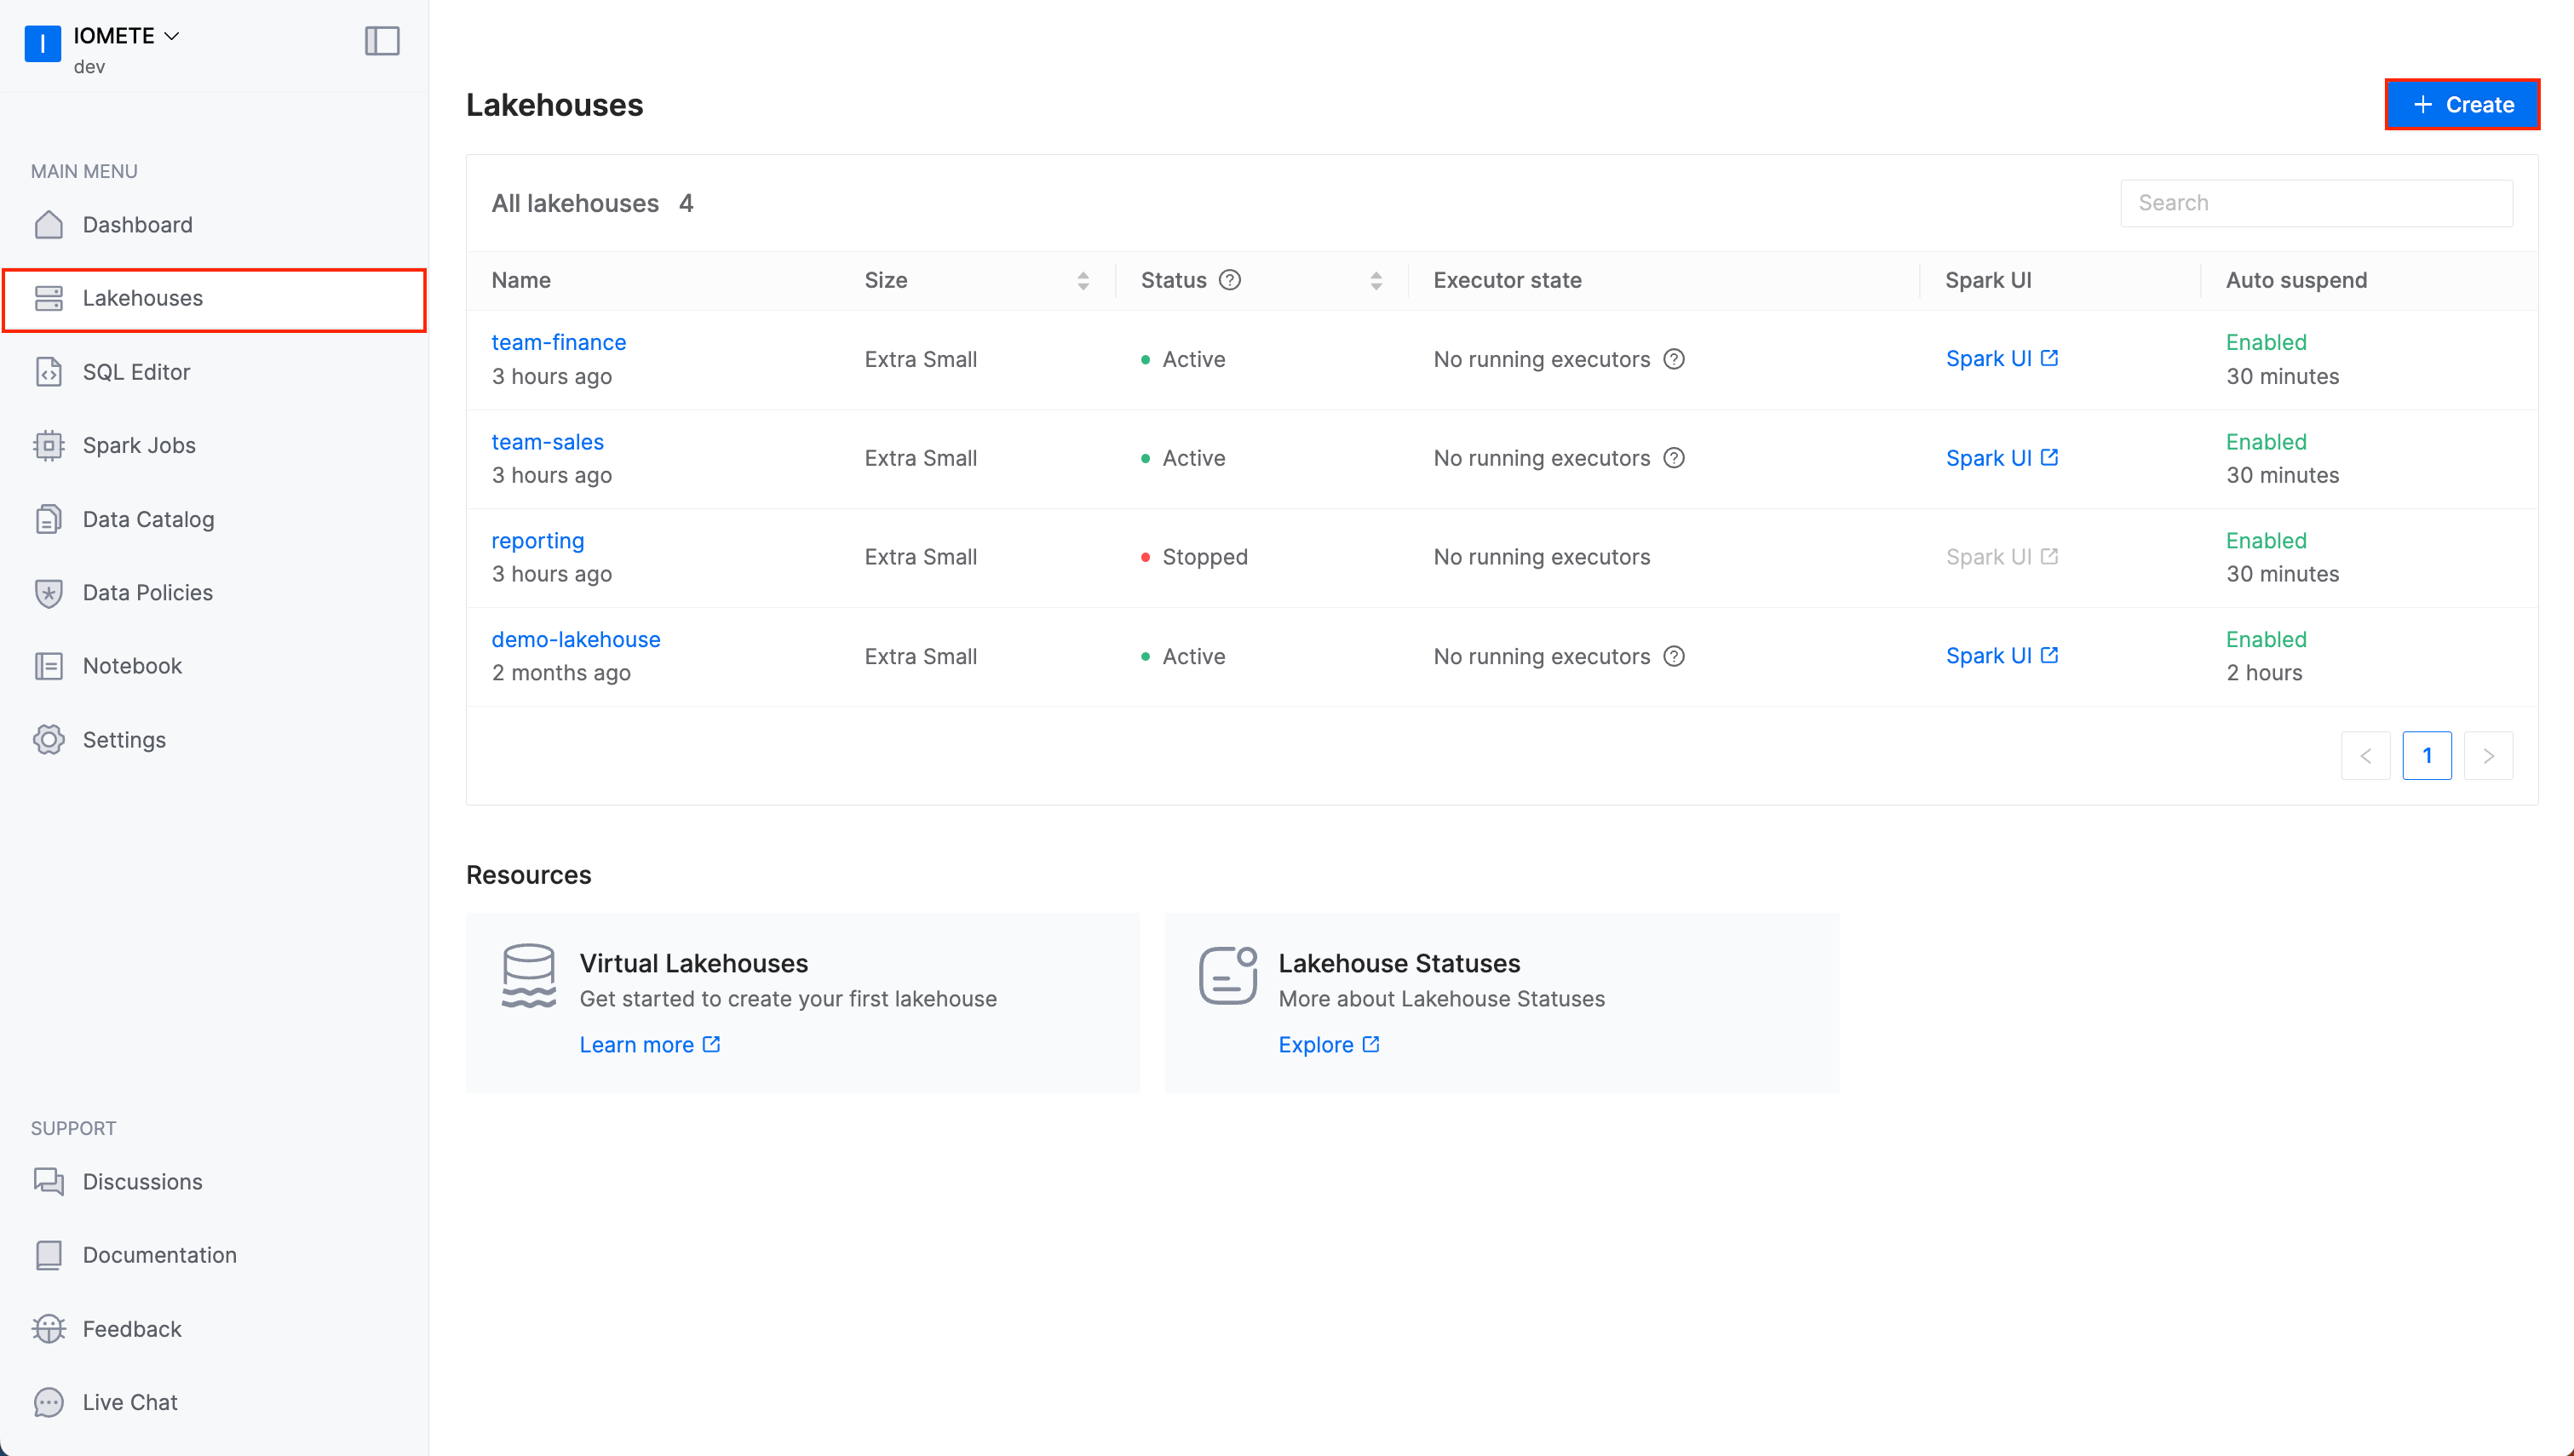 I IOMETE
dev
MAIN MENU
Dashboard
Lakehouses
SQL Editor
Spark Jobs
Data Catalog
Data Policies
Notebook
Settings
SUPPORT
Discussions
Documentation
Feedback
Live Chat
Lakehouses
+ Create
All lakehouses 4
Search
Name Size Status Executor state Spark UI Auto suspend
team-finance Extra Small Active No running executors Spark UI Enabled
3 hours ago 30 minutes
team-sales Extra Small Active No running executors Spark UI Enabled
3 hours ago 30 minutes
reporting Extra Small Stopped No running executors Spark UI Enabled
3 hours ago 30 minutes
demo-lakehouse Extra Small Active No running executors Spark UI Enabled
2 months ago 2 hours
< 1 >
Resources
Virtual Lakehouses
Get started to create your first lakehouse
Learn more
Lakehouse Statuses
More about Lakehouse Statuses
Explore